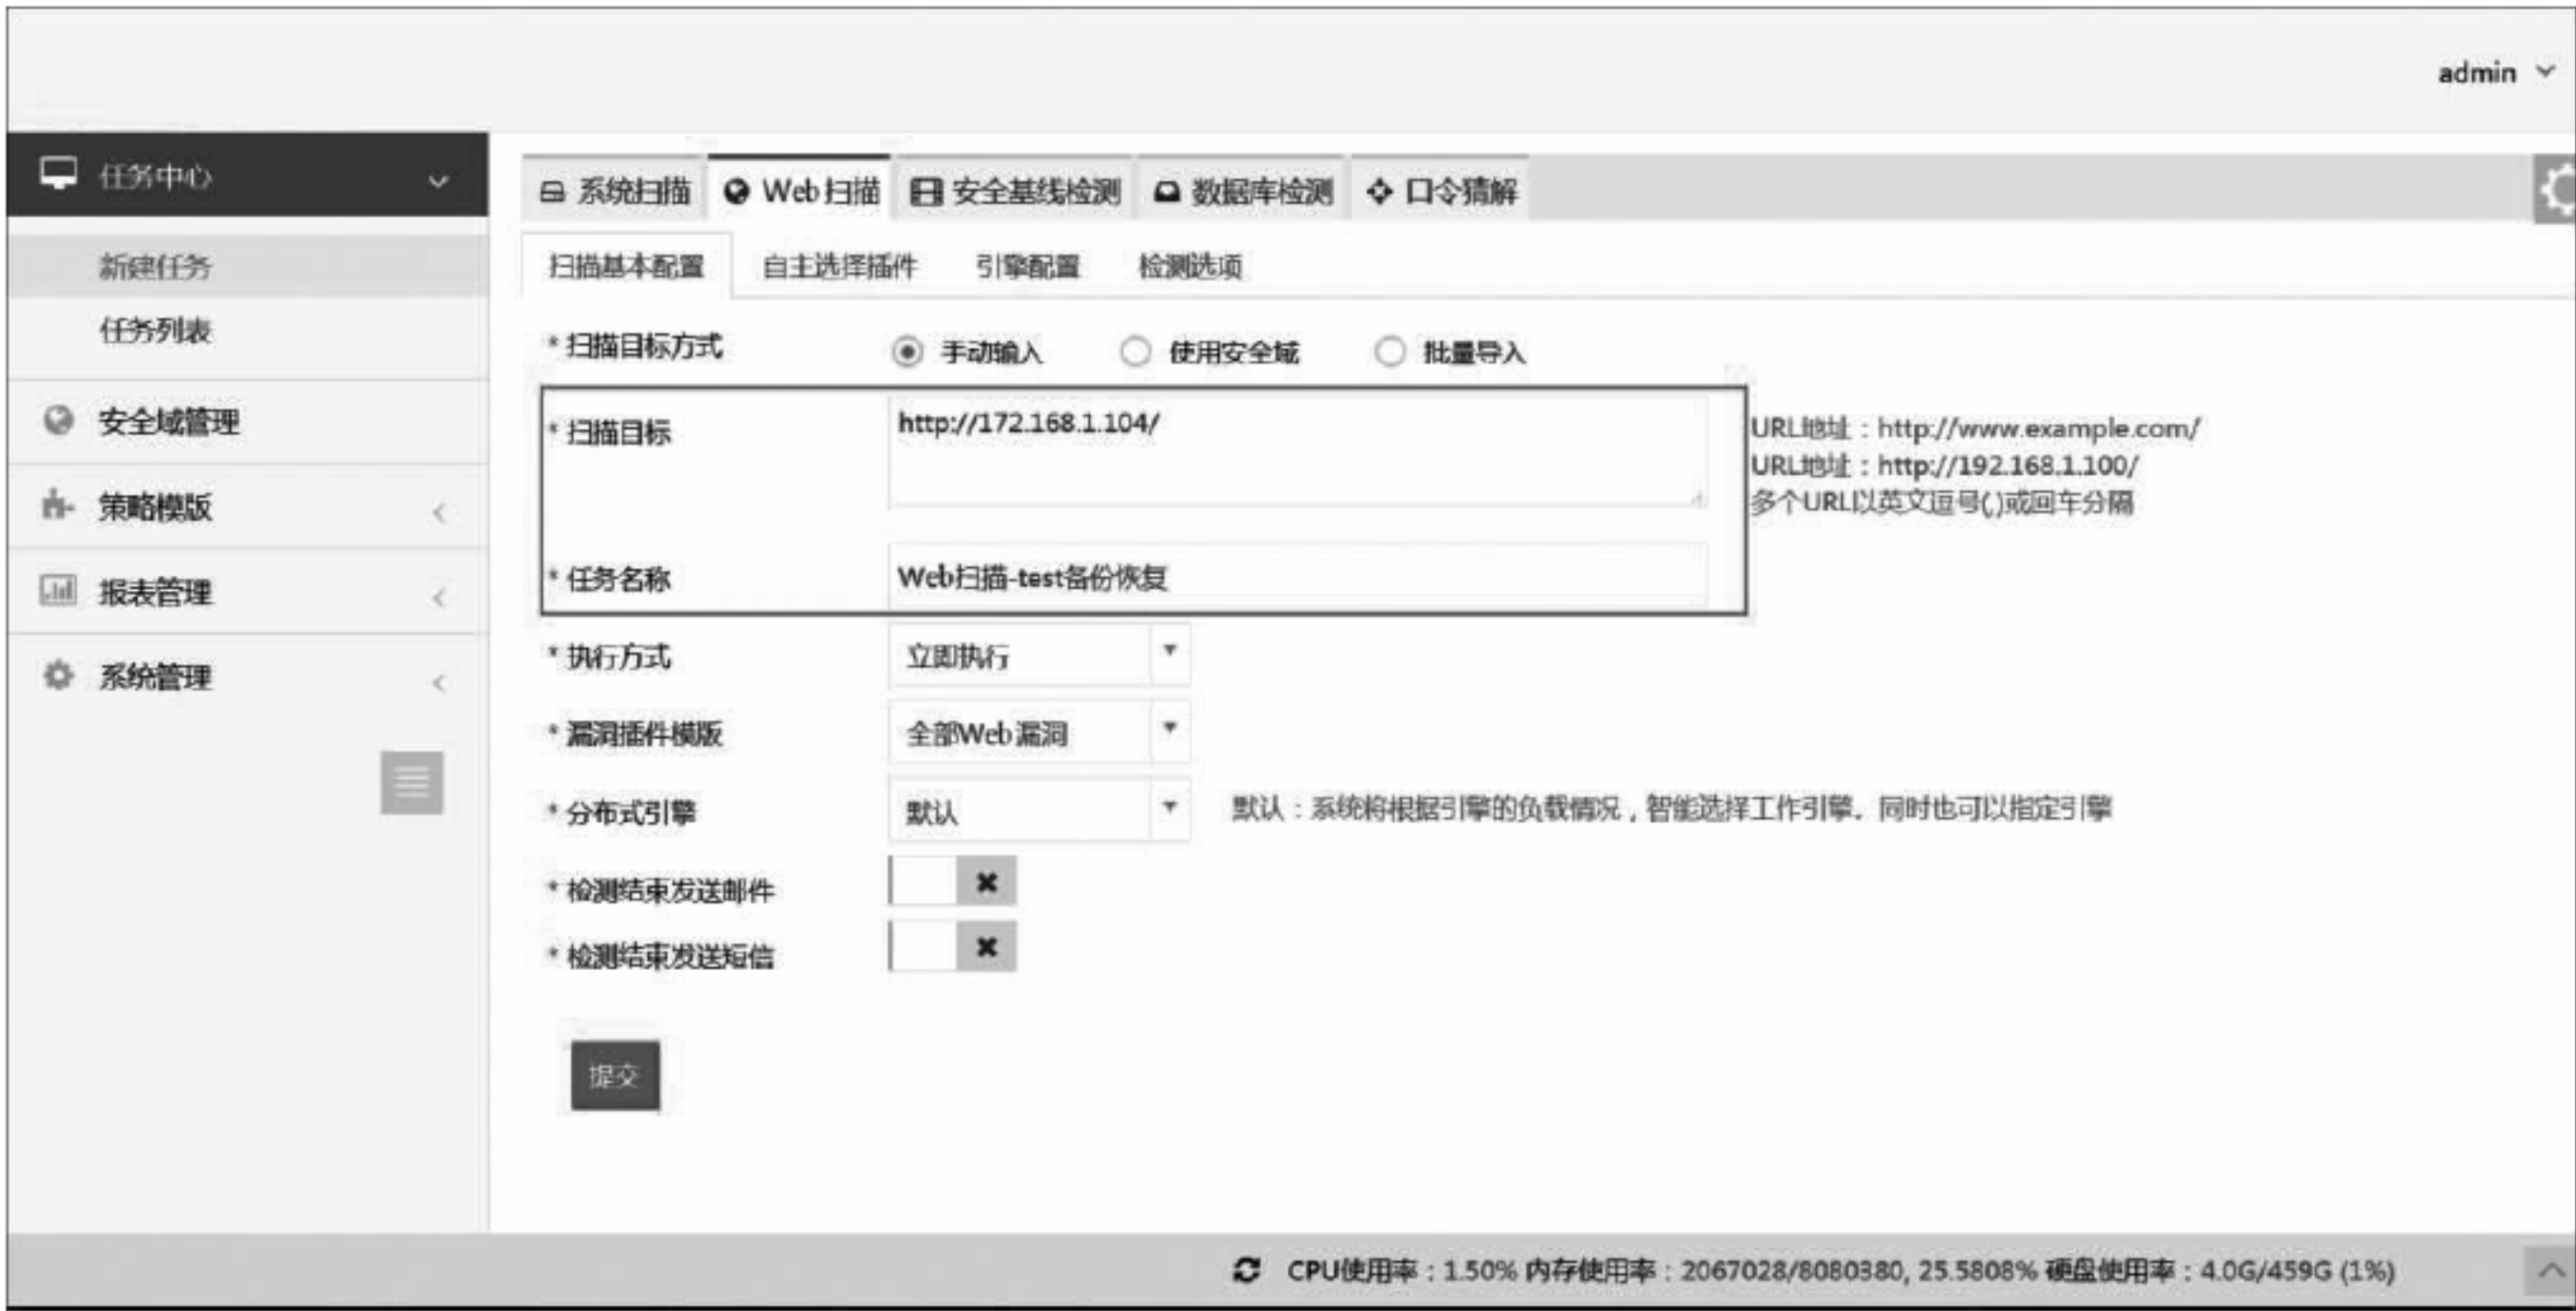 admin
任务中心
新建任务
任务列表
安全域管理
策略模版
报表管理
系统管理
系统扫描 Web扫描 安全基线检测 数据库检测 口令猜解
扫描基本配置 自主选择插件 引擎配置 检测选项
* 扫描目标方式 手动输入 使用安全域 批量导入
* 扫描目标 http://172.168.1.104/
URL地址：http://www.example.com/
URL地址：http://192.168.1.100/
多个URL以英文逗号(,)或回车分隔
* 任务名称 Web扫描-test备份恢复
* 执行方式 立即执行
* 漏洞插件模版 全部Web漏洞
* 分布式引擎 默认 默认：系统将根据引擎的负载情况，智能选择工作引擎。同时也可以指定引擎
* 检测结束发送邮件
* 检测结束发送短信
提交
CPU使用率：1.50% 内存使用率：2067028/8080380, 25.5808% 硬盘使用率：4.0G/459G (1%)